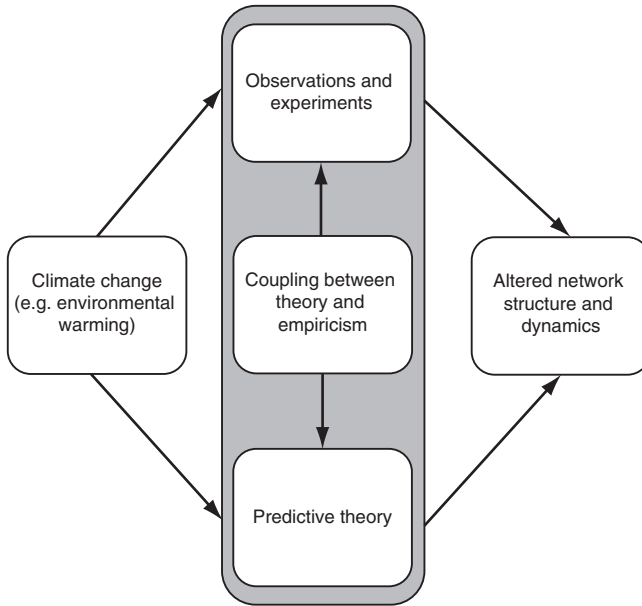 Observations and
experiments
Climate change
(e.g. environmental
warming)
Coupling between
theory and
empiricism
Altered network
structure and
dynamics
Predictive theory